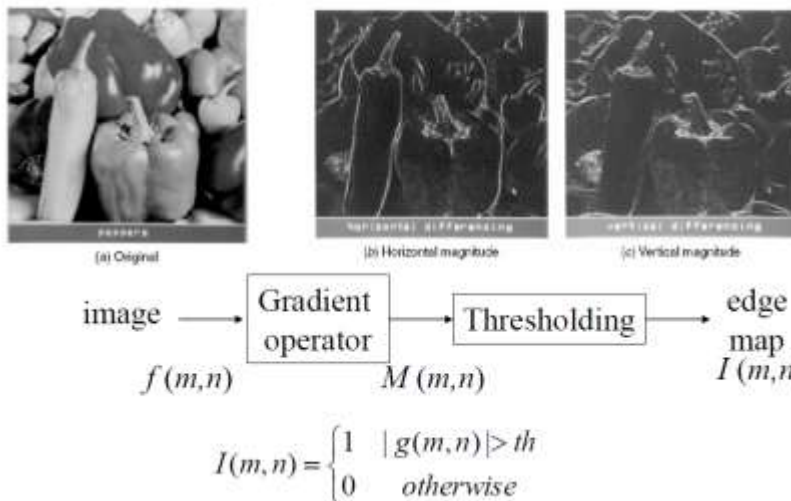 peppers
horizontal differencing
vertical differencing
(a) Original
(b) Horizontal magnitude
(c) Vertical magnitude
image
Gradient operator
Thresholding
edge map
f(m,n)
M(m,n)
I(m,n
I(m,n) = { 1 |g(m,n)|> th
0 otherwise